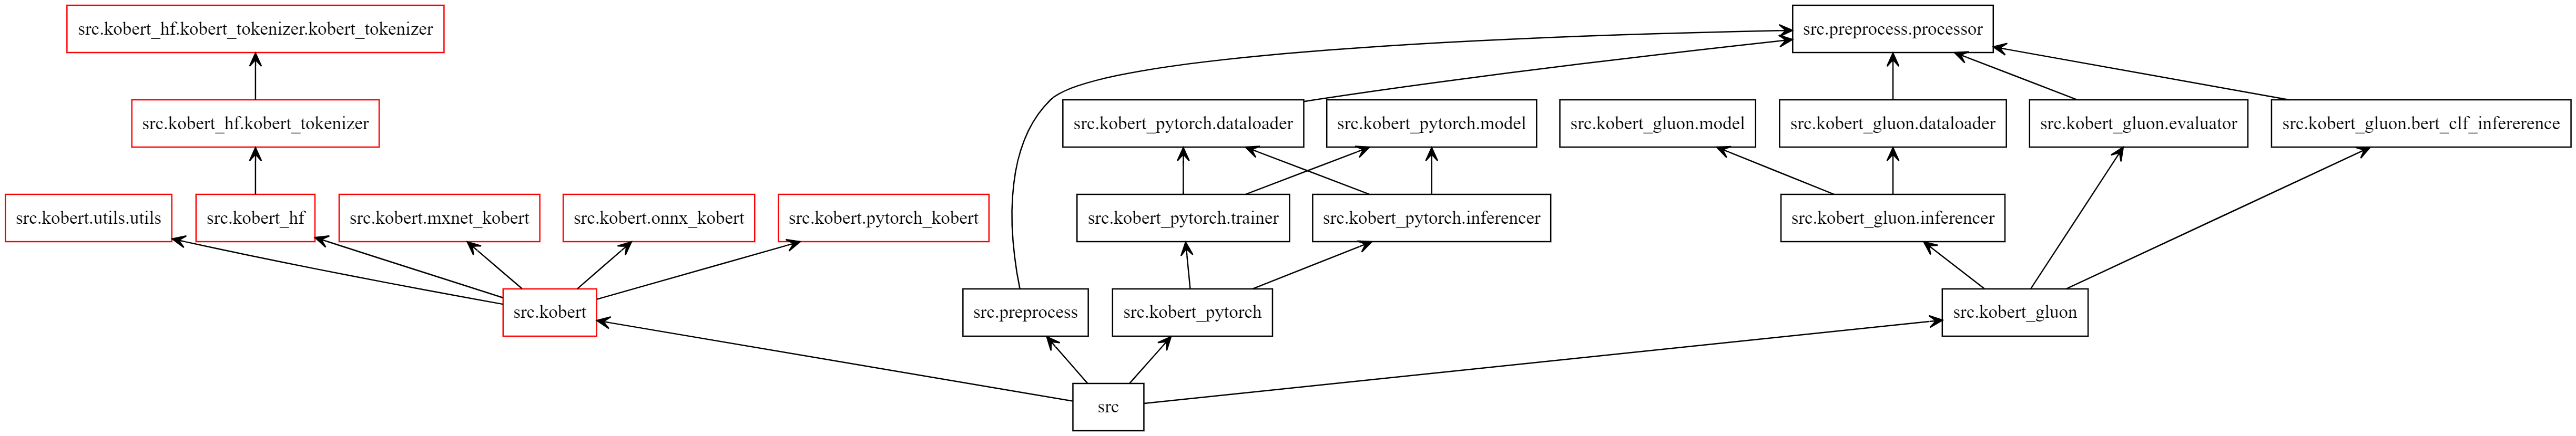 src.kobert_hf.kobert_tokenizer.kobert_tokenizer
src.preprocess.processor
src.kobert_hf.kobert_tokenizer
src.kobert_pytorch.dataloader
src.kobert_pytorch.model
src.kobert_gluon.model
src.kobert_gluon.dataloader
src.kobert_gluon.evaluator
src.kobert_gluon.bert_clf_infererence
src.kobert.utils.utils
src.kobert_hf
src.kobert.mxnet_kobert
src.kobert.onnx_kobert
src.kobert.pytorch_kobert
src.kobert_pytorch.trainer
src.kobert_pytorch.inferencer
src.kobert_gluon.inferencer
src.kobert
src.preprocess
src.kobert_pytorch
src.kobert_gluon
src